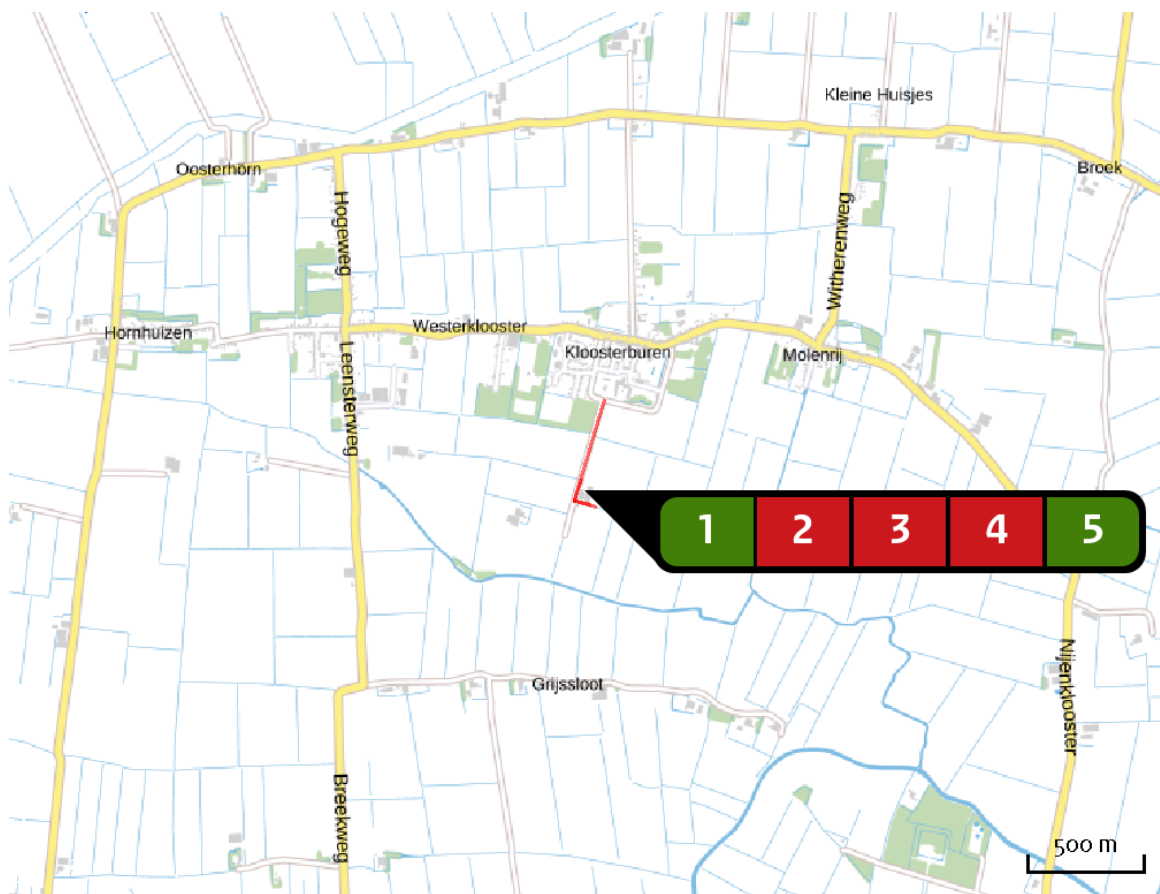 Kleine Huisjes
Oosterhörn
Broek
Hogeweg
Witherenweg
Hornhuizen
Westerklooster
Kloosterburen
Molenrij
Leensterweg
1 2 3 4 5
Grijssloot
Nijenklooster
Breekweg
500 m